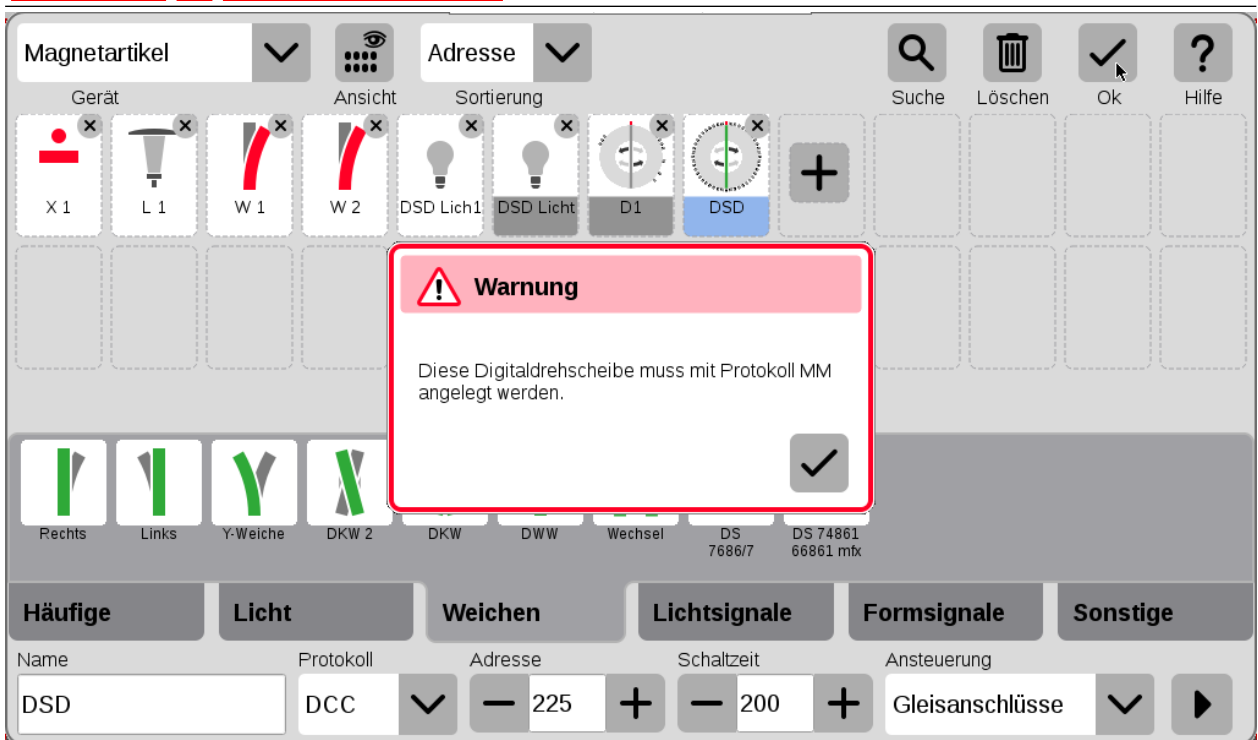 Magnetartikel
Adresse
Gerät Ansicht Sortierung Suche Löschen Ok Hilfe
X 1 L 1 W 1 W 2 DSD Lich1 DSD Licht D1 DSD
Warnung
Diese Digitaldrehscheibe muss mit Protokoll MM
angelegt werden.
Rechts Links Y-Weiche DKW 2 DKW DWW Wechsel DS DS 74861
7686/7 66861 mfx
Häufige Licht Weichen Lichtsignale Formsignale Sonstige
Name Protokoll Adresse Schaltzeit Ansteuerung
DSD DCC 225 200 Gleisanschlüsse